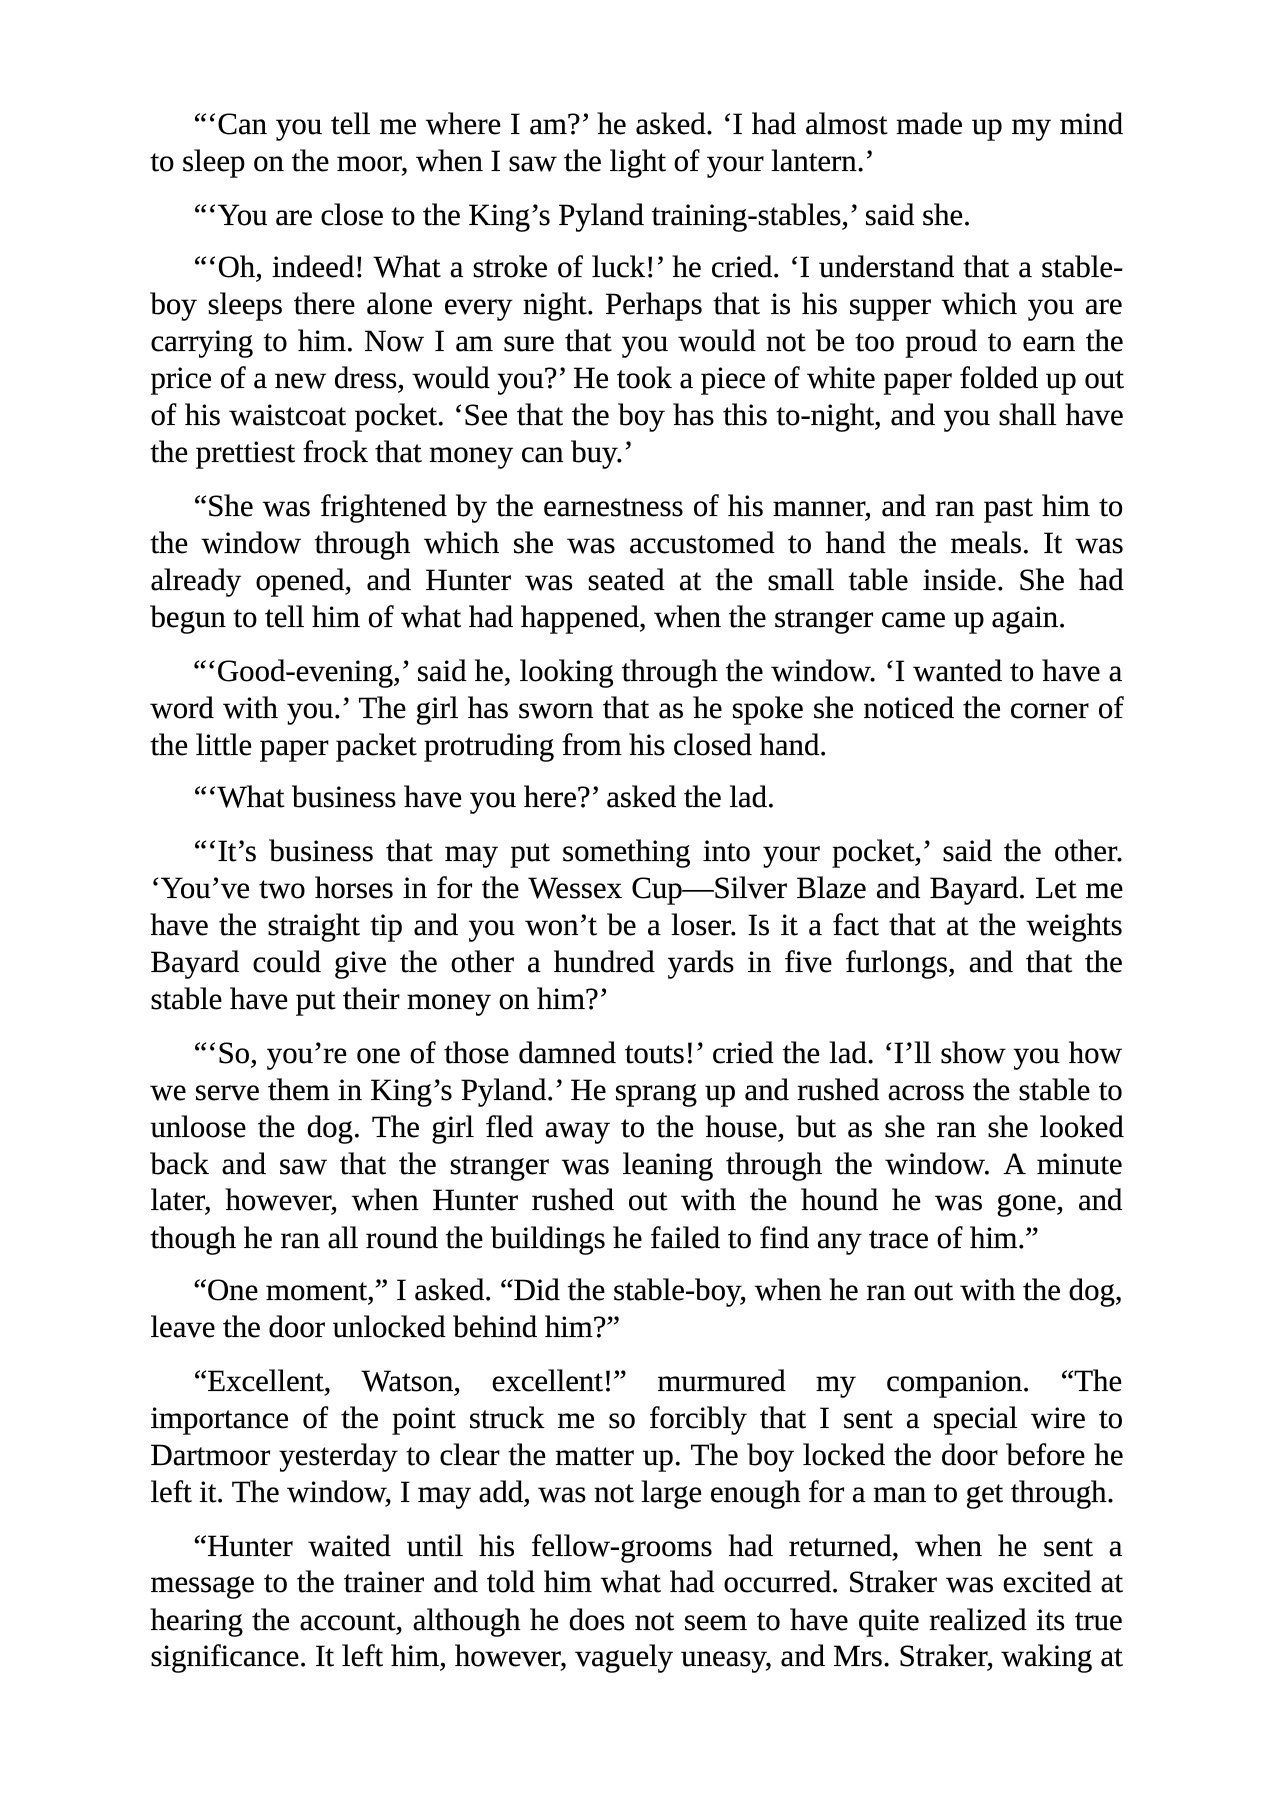 “‘Can you tell me where I am?’ he asked. ‘I had almost made up my mind
to sleep on the moor, when I saw the light of your lantern.’
“‘You are close to the King’s Pyland training-stables,’ said she.
“‘Oh, indeed! What a stroke of luck!’ he cried. ‘I understand that a stable-
boy sleeps there alone every night. Perhaps that is his supper which you are
carrying to him. Now I am sure that you would not be too proud to earn the
price of a new dress, would you?’ He took a piece of white paper folded up out
of his waistcoat pocket. ‘See that the boy has this to-night, and you shall have
the prettiest frock that money can buy.’
“She was frightened by the earnestness of his manner, and ran past him to
the window through which she was accustomed to hand the meals. It was
already opened, and Hunter was seated at the small table inside. She had
begun to tell him of what had happened, when the stranger came up again.
“‘Good-evening,’ said he, looking through the window. ‘I wanted to have a
word with you.’ The girl has sworn that as he spoke she noticed the corner of
the little paper packet protruding from his closed hand.
“‘What business have you here?’ asked the lad.
“‘It’s business that may put something into your pocket,’ said the other.
‘You’ve two horses in for the Wessex Cup—Silver Blaze and Bayard. Let me
have the straight tip and you won’t be a loser. Is it a fact that at the weights
Bayard could give the other a hundred yards in five furlongs, and that the
stable have put their money on him?’
“‘So, you’re one of those damned touts!’ cried the lad. ‘I’ll show you how
we serve them in King’s Pyland.’ He sprang up and rushed across the stable to
unloose the dog. The girl fled away to the house, but as she ran she looked
back and saw that the stranger was leaning through the window. A minute
later, however, when Hunter rushed out with the hound he was gone, and
though he ran all round the buildings he failed to find any trace of him.”
“One moment,” I asked. “Did the stable-boy, when he ran out with the dog,
leave the door unlocked behind him?”
“Excellent, Watson, excellent!” murmured my companion. “The
importance of the point struck me so forcibly that I sent a special wire to
Dartmoor yesterday to clear the matter up. The boy locked the door before he
left it. The window, I may add, was not large enough for a man to get through.
“Hunter waited until his fellow-grooms had returned, when he sent a
message to the trainer and told him what had occurred. Straker was excited at
hearing the account, although he does not seem to have quite realized its true
significance. It left him, however, vaguely uneasy, and Mrs. Straker, waking at